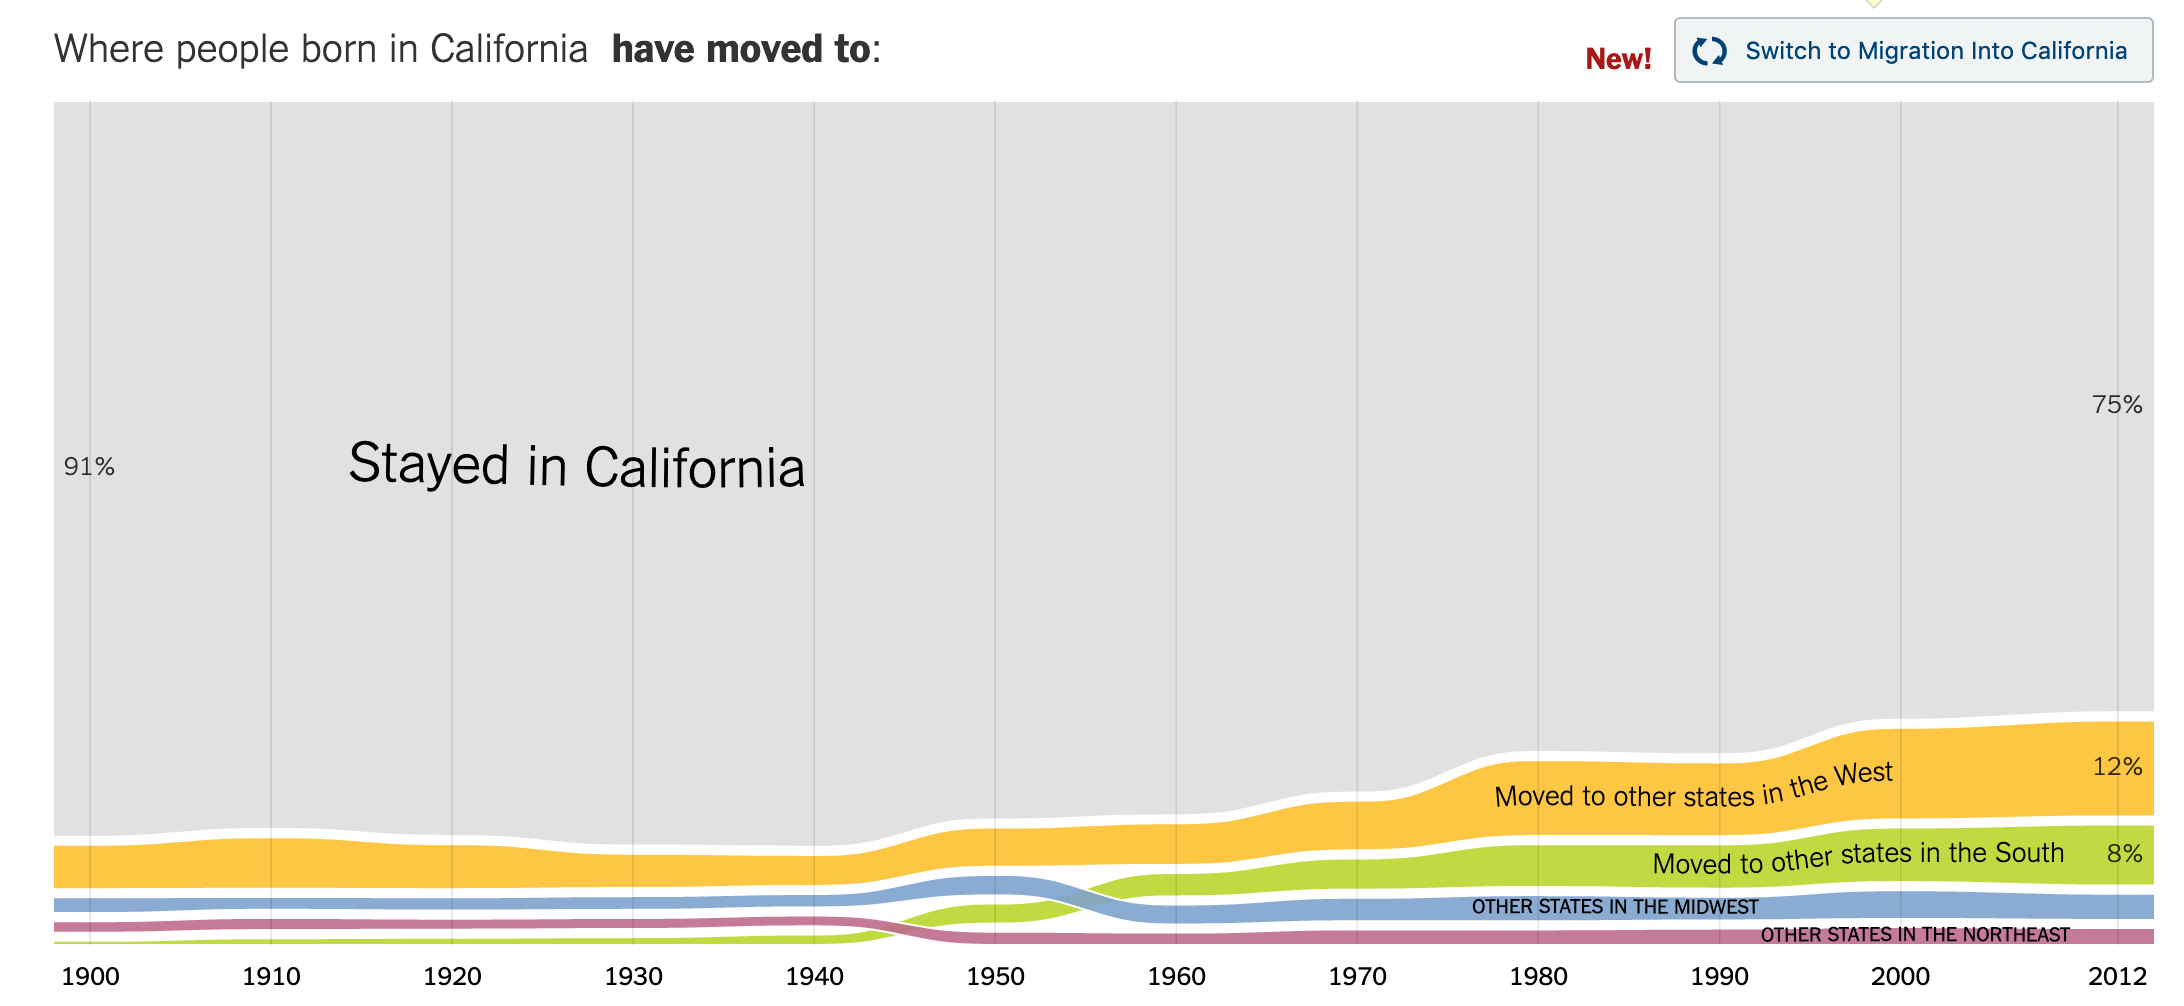 Where people born in California have moved to:
New!
Switch to Migration Into California
75%
91%
Stayed in California
12%
Moved to other states in the West
8%
Moved to other states in the South
OTHER STATES IN THE MIDWEST
OTHER STATES IN THE NORTHEAST
1900 1910 1920 1930 1940 1950 1960 1970 1980 1990 2000 2012